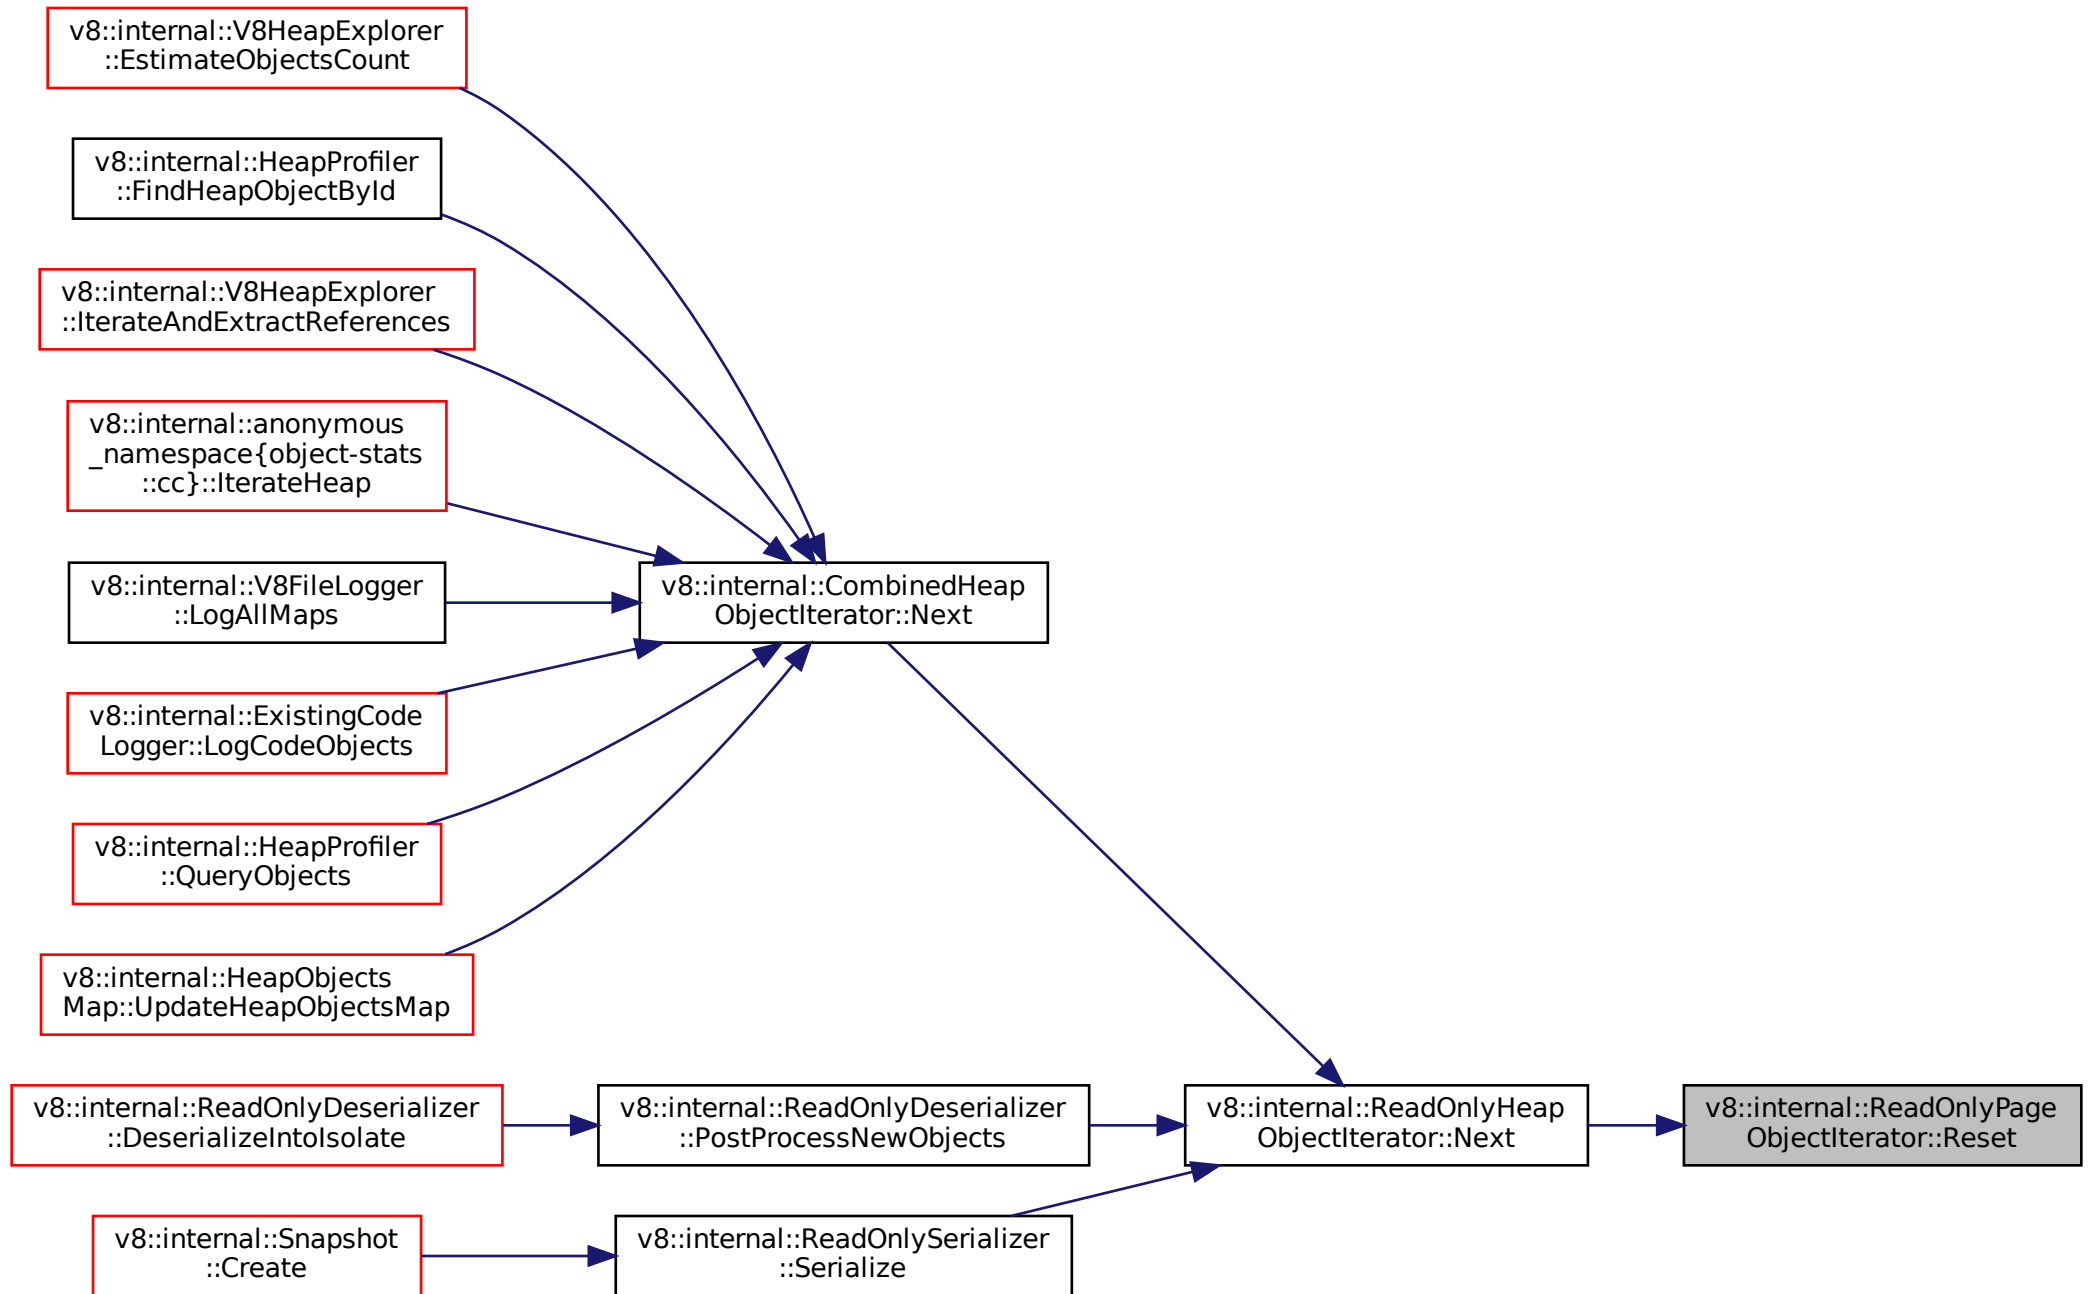 v8::internal::V8HeapExplorer
::EstimateObjectsCount
v8::internal::HeapProfiler
::FindHeapObjectById
v8::internal::V8HeapExplorer
::IterateAndExtractReferences
v8::internal::anonymous
_namespace{object-stats
::cc}::IterateHeap
v8::internal::V8FileLogger
::LogAllMaps
v8::internal::CombinedHeap
ObjectIterator::Next
v8::internal::ExistingCode
Logger::LogCodeObjects
v8::internal::HeapProfiler
::QueryObjects
v8::internal::HeapObjects
Map::UpdateHeapObjectsMap
v8::internal::ReadOnlyDeserializer
::DeserializeIntoIsolate
v8::internal::ReadOnlyDeserializer
::PostProcessNewObjects
v8::internal::ReadOnlyHeap
ObjectIterator::Next
v8::internal::ReadOnlyPage
ObjectIterator::Reset
v8::internal::Snapshot
::Create
v8::internal::ReadOnlySerializer
::Serialize